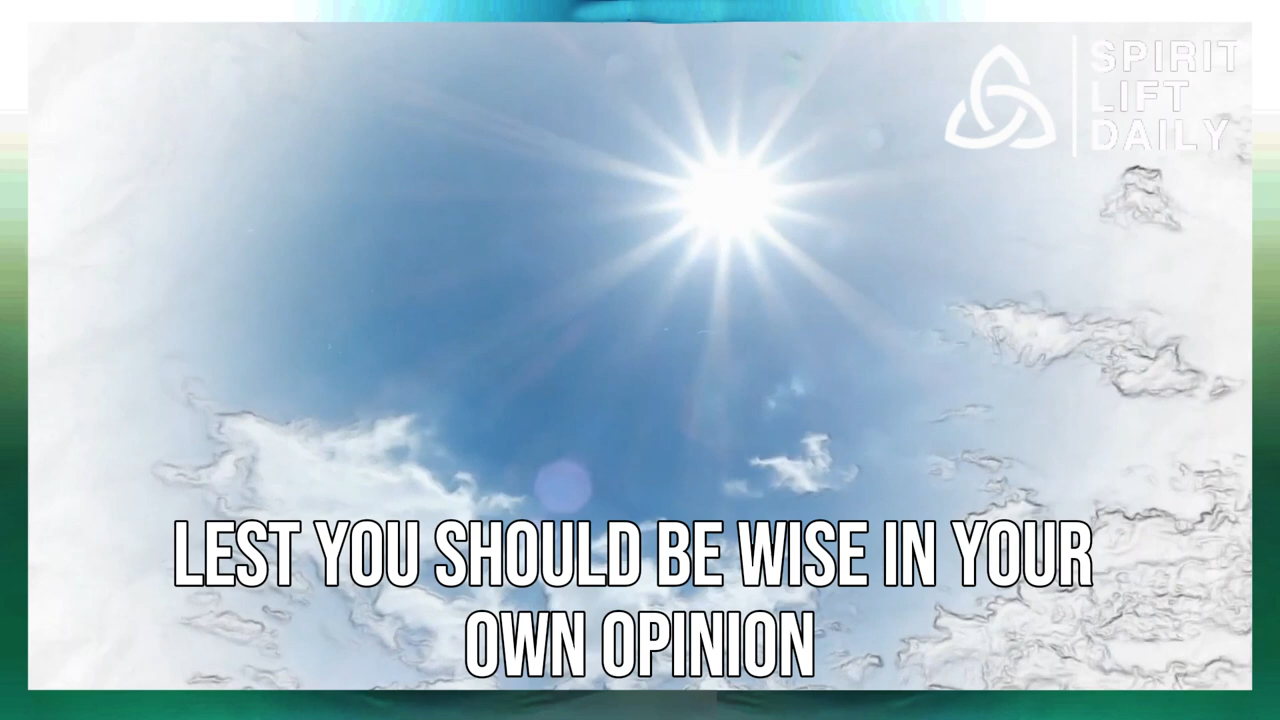 SPIRIT
LIFT
DAILY
LEST YOU SHOULD BE WISE IN YOUR
OWN OPINION